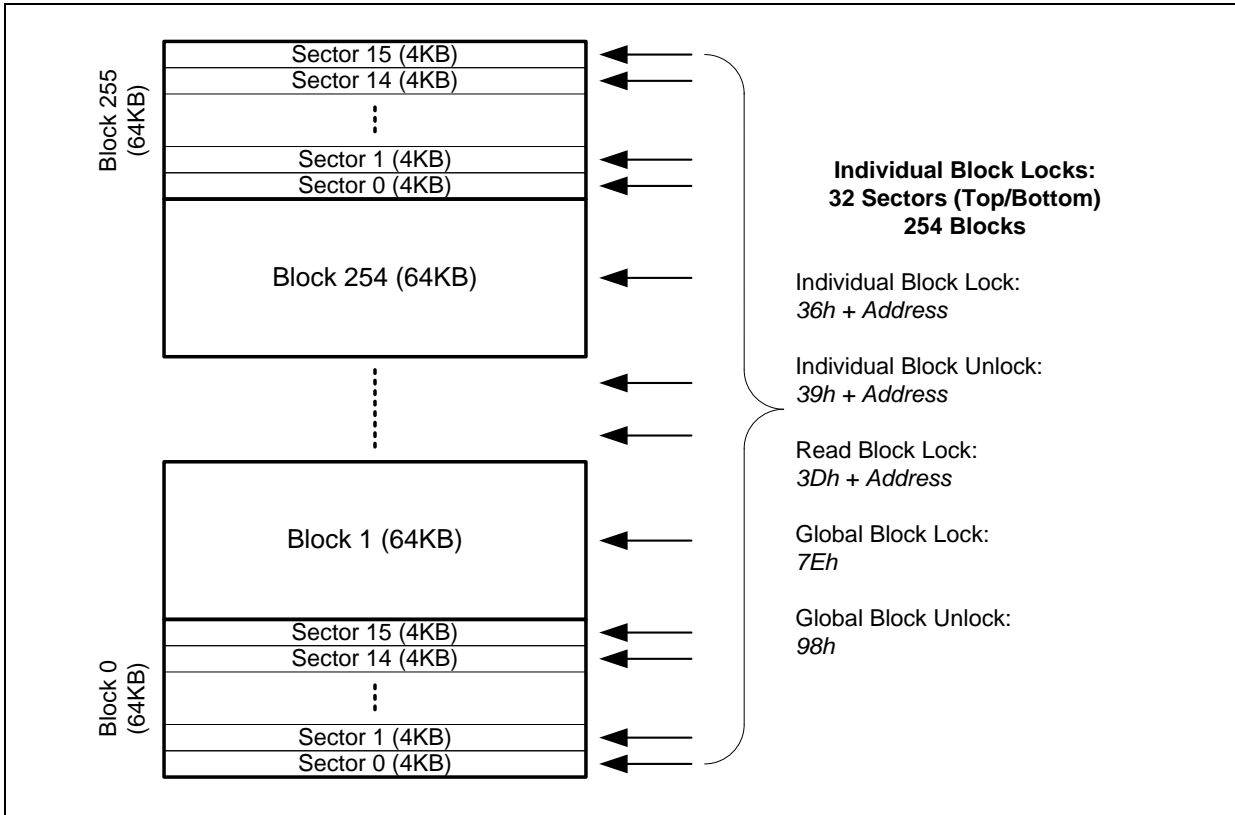 Block 255
(64KB)
Sector 15 (4KB)
Sector 14 (4KB)
Sector 1 (4KB)
Sector 0 (4KB)
Block 254 (64KB)
Block 1 (64KB)
Block 0
(64KB)
Sector 15 (4KB)
Sector 14 (4KB)
Sector 1 (4KB)
Sector 0 (4KB)
Individual Block Locks:
32 Sectors (Top/Bottom)
254 Blocks
Individual Block Lock:
36h + Address
Individual Block Unlock:
39h + Address
Read Block Lock:
3Dh + Address
Global Block Lock:
7Eh
Global Block Unlock:
98h